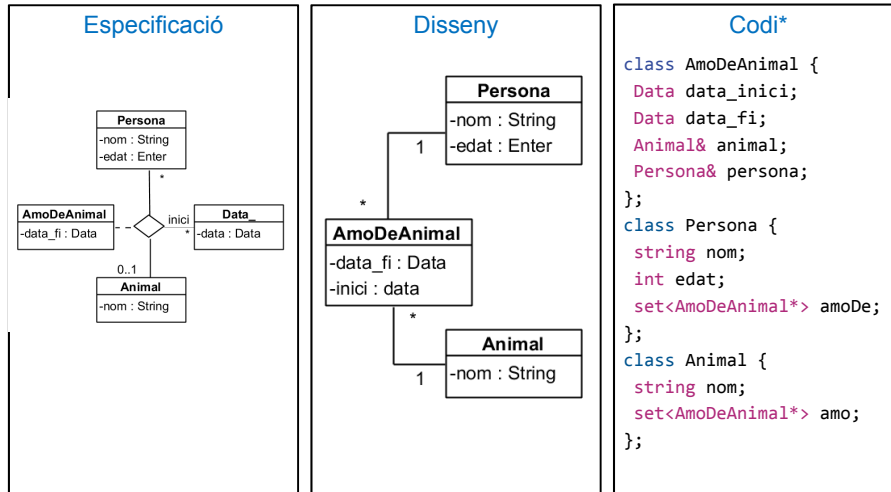 Especificació
Persona
-nom : String
-edat : Enter
*
AmoDeAnimal
-data_fi : Data
inici
*
Data_
-data : Data
0..1
Animal
-nom : String
Disseny
Persona
-nom : String
-edat : Enter
1
*
AmoDeAnimal
-data_fi : Data
-inici : data
*
1
Animal
-nom : String
Codi*
class AmoDeAnimal {
Data data_inici;
Data data_fi;
Animal& animal;
Persona& persona;
};
class Persona {
string nom;
int edat;
set<AmoDeAnimal*> amoDe;
};
class Animal {
string nom;
set<AmoDeAnimal*> amo;
};